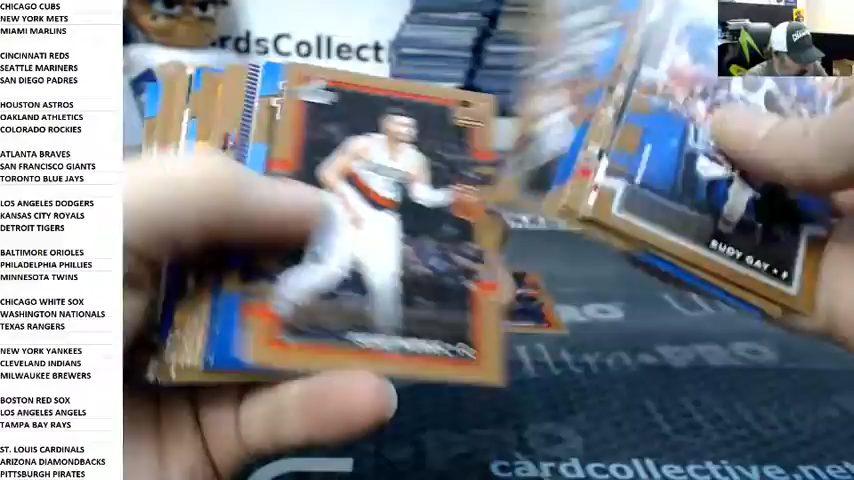 CHICAGO CUBS
NEW YORK METS
MIAMI MARLINS
CINCINNATI REDS
SEATTLE MARINERS
SAN DIEGO PADRES
HOUSTON ASTROS
OAKLAND ATHLETICS
COLORADO ROCKIES
ATLANTA BRAVES
SAN FRANCISCO GIANTS
TORONTO BLUE JAYS
LOS ANGELES DODGERS
KANSAS CITY ROYALS
DETROIT TIGERS
BALTIMORE ORIOLES
PHILADELPHIA PHILLIES
MINNESOTA TWINS
CHICAGO WHITE SOX
WASHINGTON NATIONALS
TEXAS RANGERS
NEW YORK YANKEES
CLEVELAND INDIANS
MILWAUKEE BREWERS
BOSTON RED SOX
LOS ANGELES ANGELS
TAMPA BAY RAYS
ST. LOUIS CARDINALS
ARIZONA DIAMONDBACKS
PITTSBURGH PIRATES
rdsCollecti
RUDY GAY • F
Ultra PRO
cardcollective.net